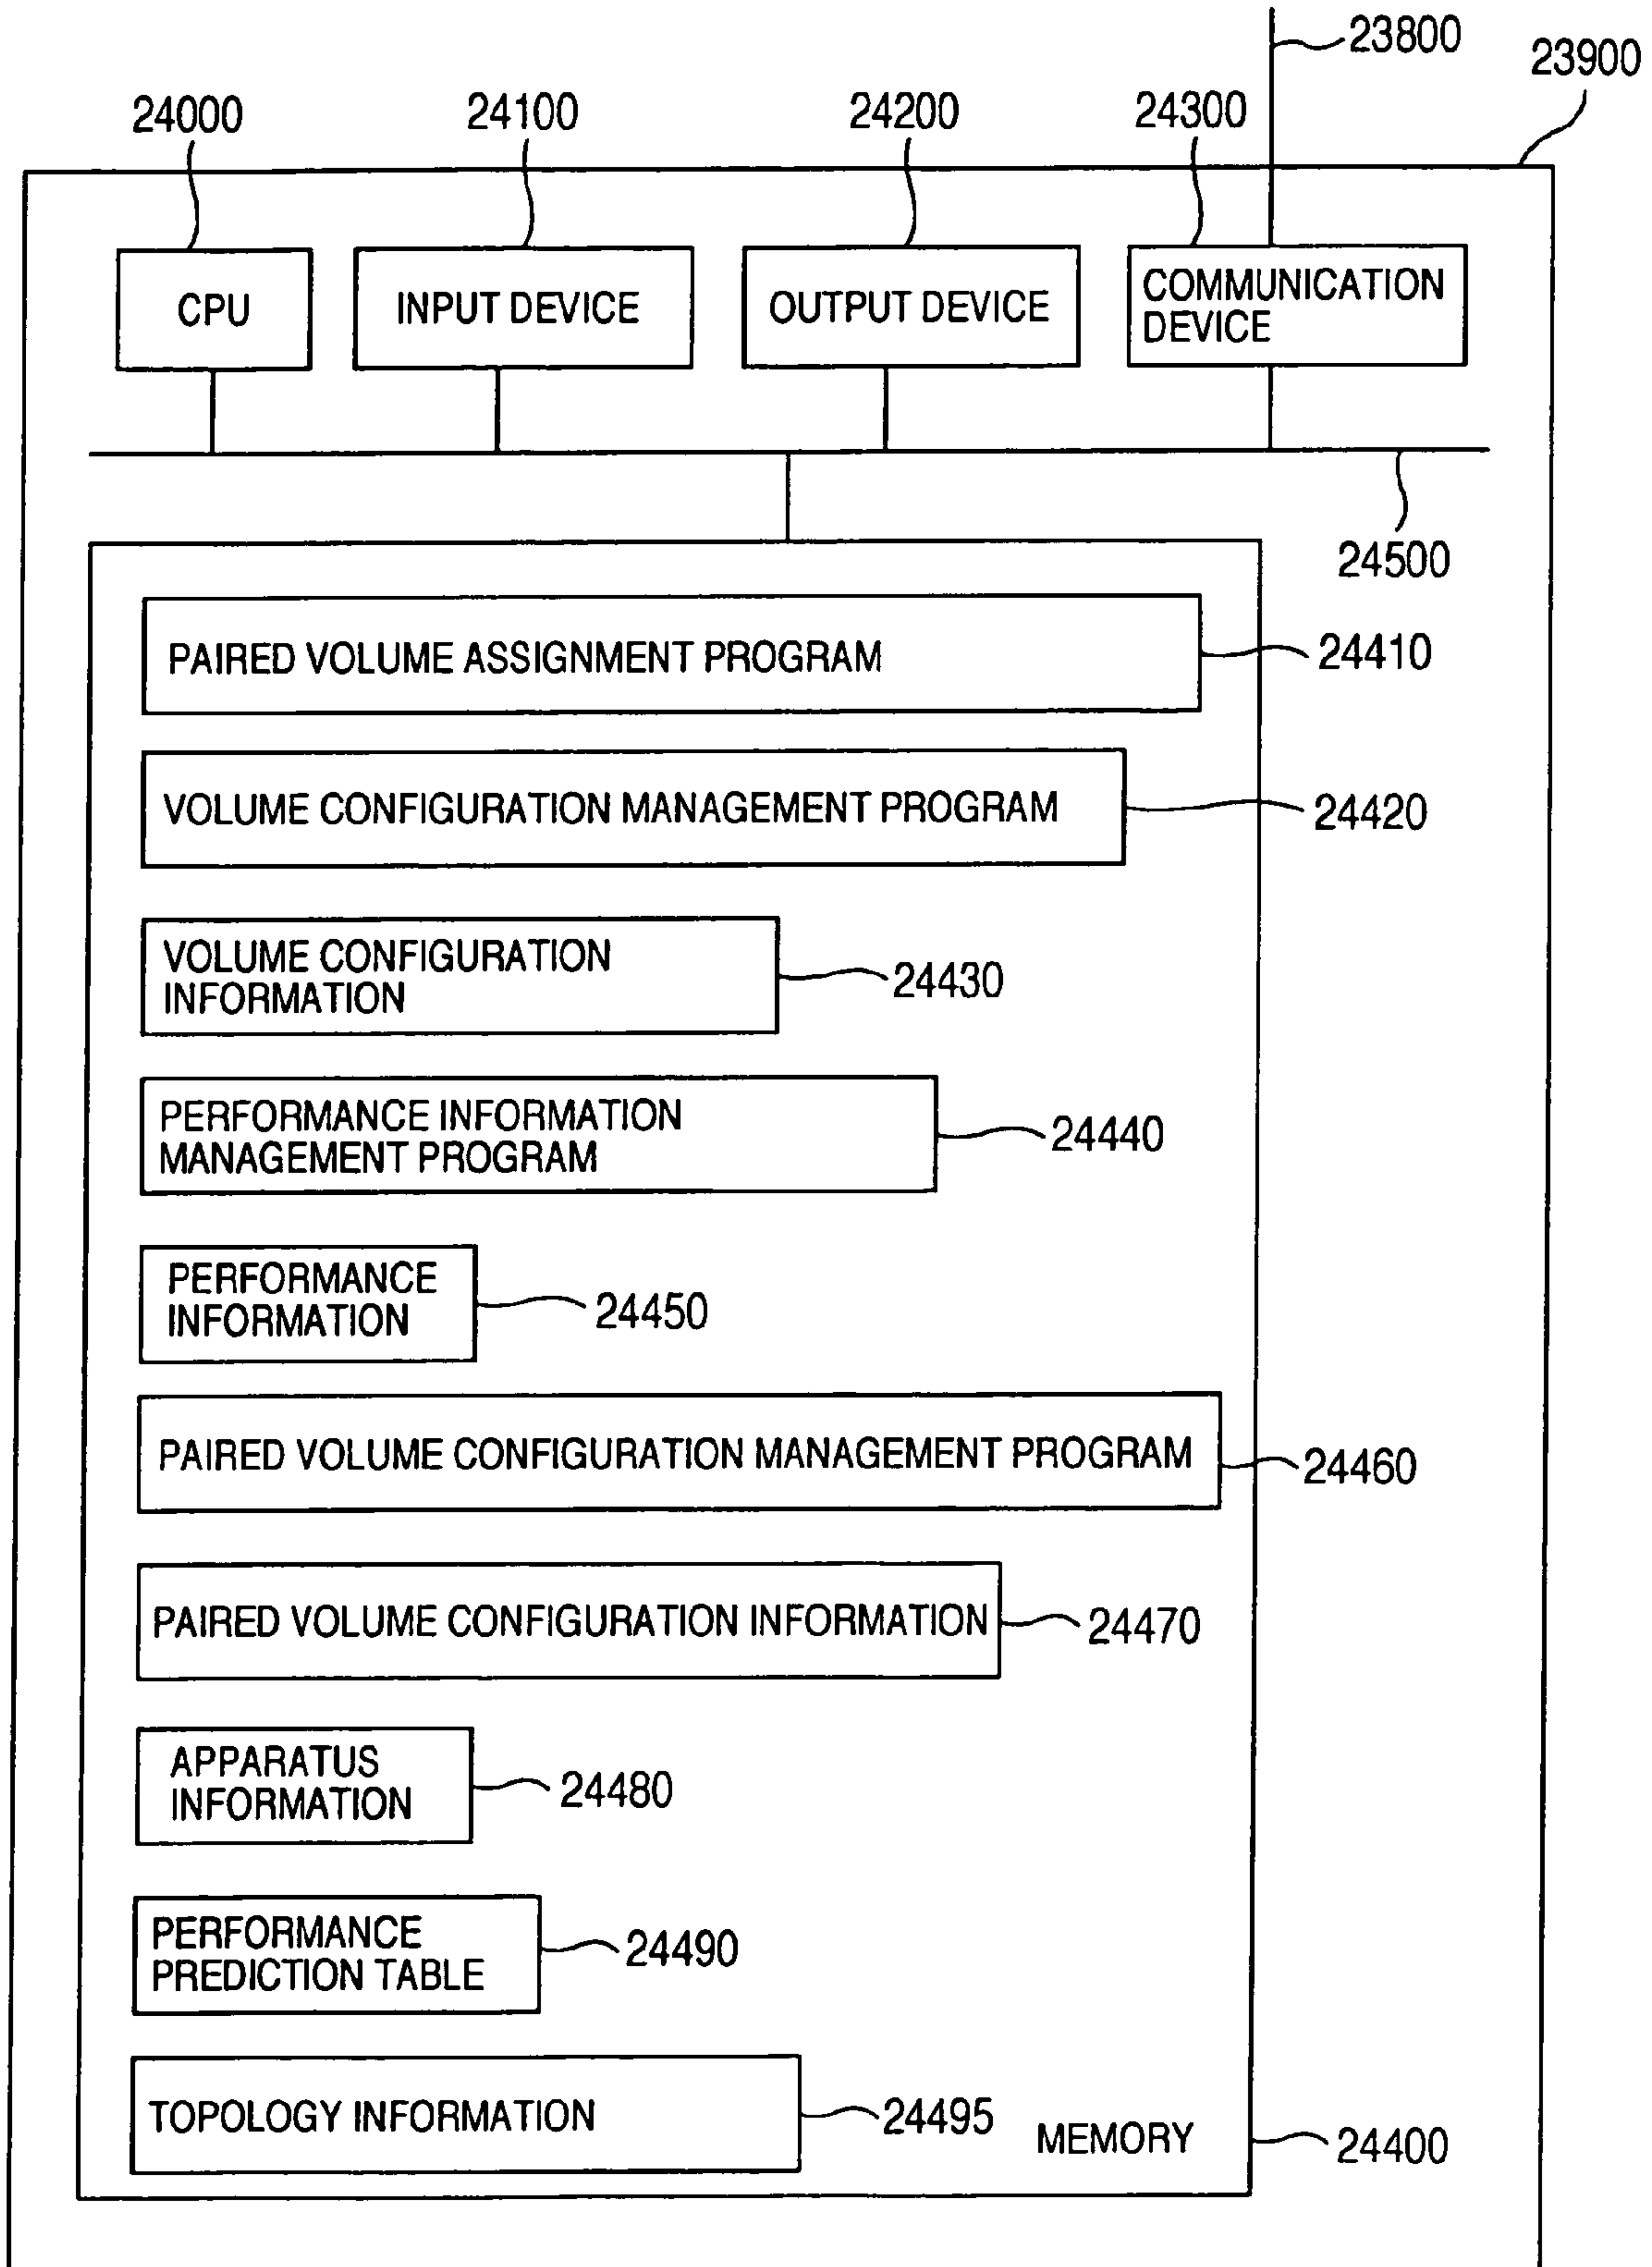 23800
23900
24000
24100
24200
24300
CPU
INPUT DEVICE
OUTPUT DEVICE
COMMUNICATION
DEVICE
24500
PAIRED VOLUME ASSIGNMENT PROGRAM
24410
VOLUME CONFIGURATION MANAGEMENT PROGRAM
24420
VOLUME CONFIGURATION
INFORMATION
24430
PERFORMANCE INFORMATION
MANAGEMENT PROGRAM
24440
PERFORMANCE
INFORMATION
24450
PAIRED VOLUME CONFIGURATION MANAGEMENT PROGRAM
24460
PAIRED VOLUME CONFIGURATION INFORMATION
24470
APPARATUS
INFORMATION
24480
PERFORMANCE
PREDICTION TABLE
24490
TOPOLOGY INFORMATION
24495
MEMORY
24400